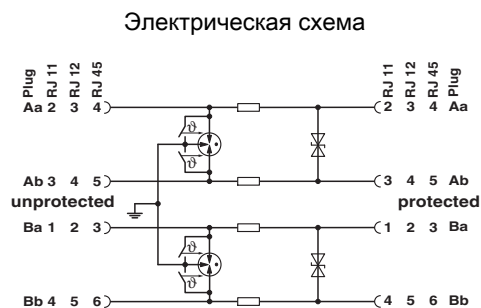 Электрическая схема
Plug RJ 11 RJ 12 RJ 45 RJ 11 RJ 12 RJ 45 Plug
Aa 2 3 4 2 3 4 Aa
ϑ
ϑ
Ab 3 4 5 3 4 5 Ab
unprotected protected
Ba 1 2 3 1 2 3 Ba
ϑ
ϑ
Bb 4 5 6 4 5 6 Bb